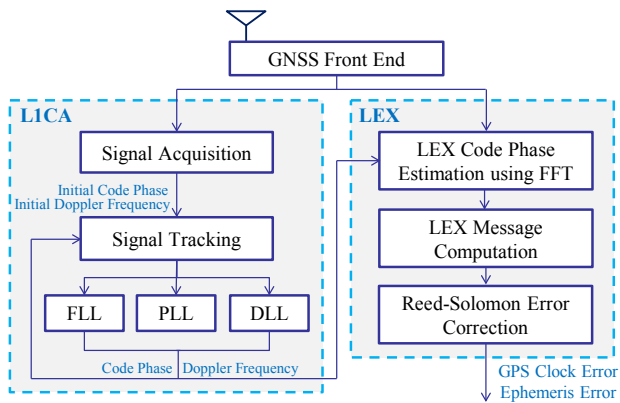 GNSS Front End
L1CA
Signal Acquisition
Initial Code Phase
Initial Doppler Frequency
Signal Tracking
FLL
PLL
DLL
Code Phase
Doppler Frequency
LEX
LEX Code Phase
Estimation using FFT
LEX Message
Computation
Reed-Solomon Error
Correction
GPS Clock Error
Ephemeris Error